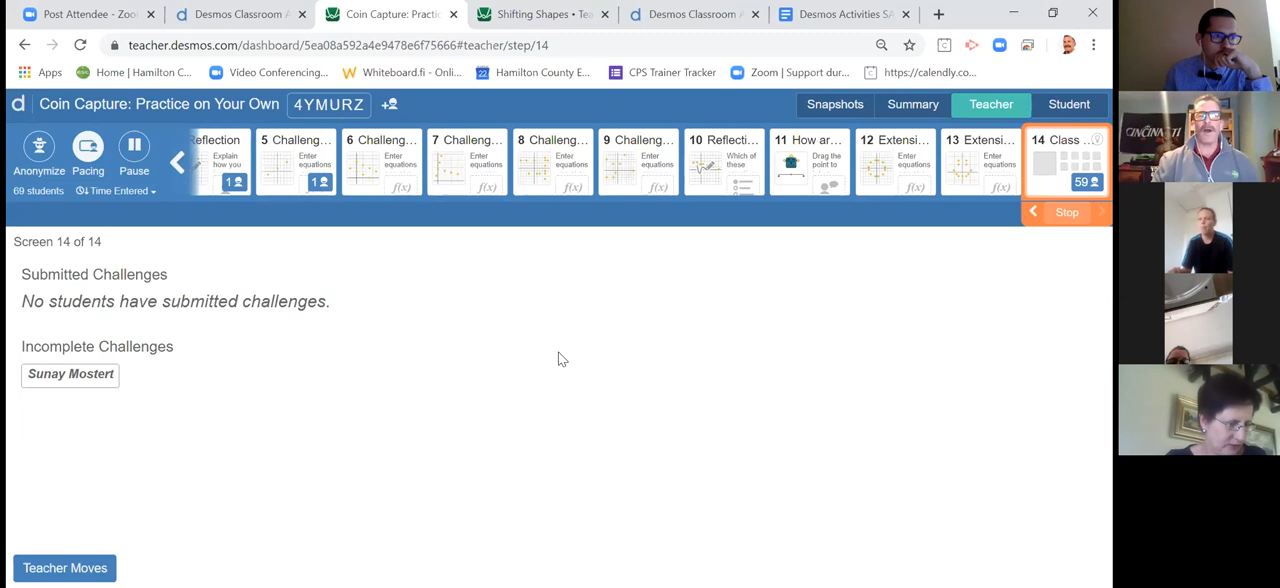 Post Attendee - Zoo
Desmos Classroom A
Coin Capture: Practic
Shifting Shapes • Tea
Desmos Classroom A
Desmos Activities SA
teacher.desmos.com/dashboard/5ea08a592a4e9478e6f75666#teacher/step/14
Apps
Home | Hamilton C...
Video Conferencing...
Whiteboard.fi - Onli...
22
Hamilton County E...
CPS Trainer Tracker
Zoom | Support dur...
https://calendly.co...
d
Coin Capture: Practice on Your Own
4YMURZ
Snapshots
Summary
Teacher
Student
Anonymize
Pacing
Pause
69 students
Time Entered
eflection
Explain
how you
1
5 Challeng...
Enter
equations
1
6 Challeng...
Enter
equations
f(x)
7 Challeng...
Enter
equations
f(x)
8 Challeng...
Enter
equations
f(x)
9 Challeng...
Enter
equations
f(x)
10 Reflecti...
Which of
these
11 How ar...
Drag the
point to
12 Extensi...
Enter
equations
f(x)
13 Extensi...
Enter
equations
f(x)
14 Class ...
59
Stop
Screen 14 of 14
Submitted Challenges
No students have submitted challenges.
Incomplete Challenges
Sunay Mostert
Teacher Moves
CINCINNATI